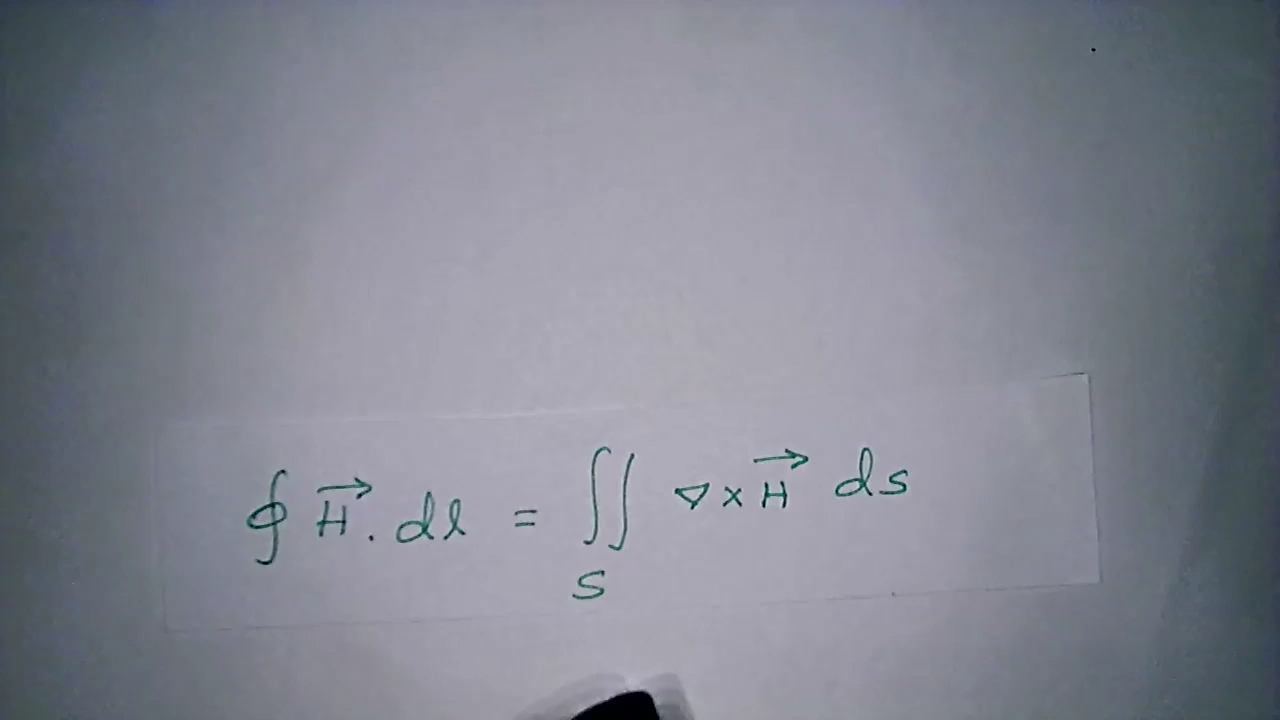 ∮ H⃗ . dl = ∬ ∇ × H⃗ ds
S